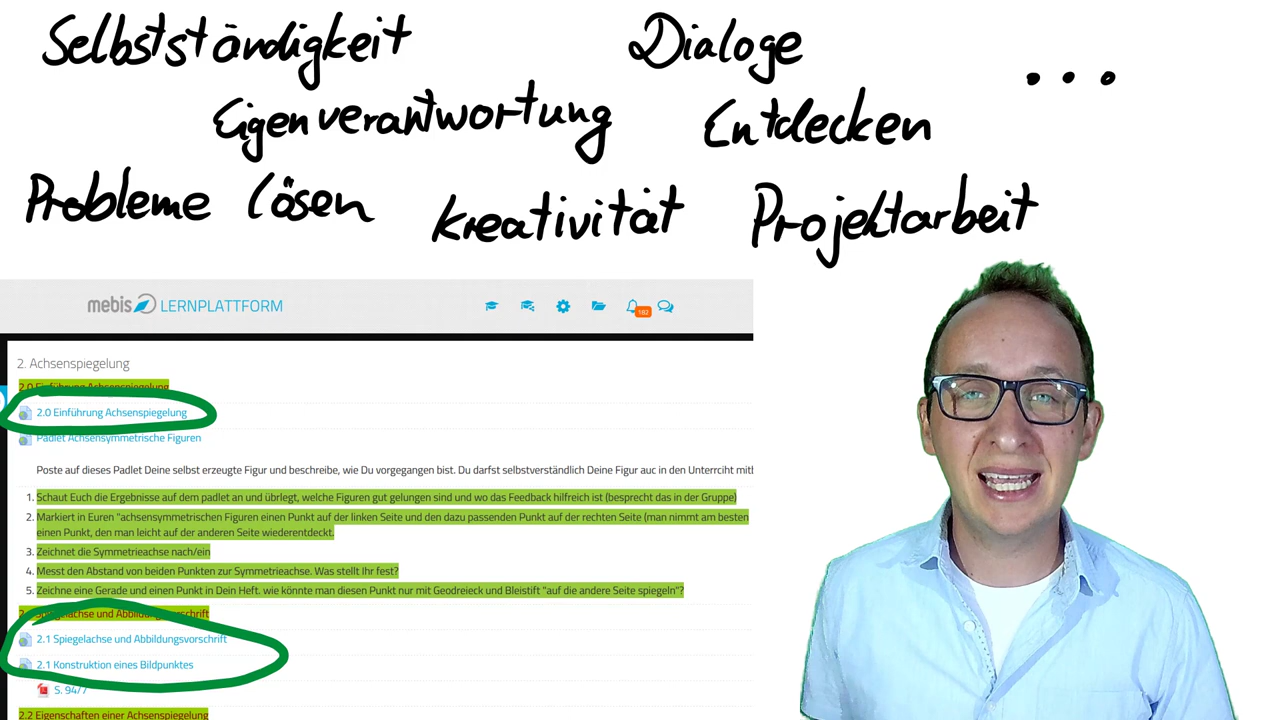 Selbstständigkeit
Dialoge
...
Eigenverantwortung
Entdecken
Probleme lösen
Kreativität
Projektarbeit
mebis LERNPLATTFORM
182
2. Achsenspiegelung
2.0 Einführung Achsenspiegelung
2.0 Einführung Achsenspiegelung
Padlet Achsensymmetrische Figuren
Poste auf dieses Padlet Deine selbst erzeugte Figur und beschreibe, wie Du vorgegangen bist. Du darfst selbstverständlich Deine Figur auc in den Unterrciht mitb
1. Schaut Euch die Ergebnisse auf dem padlet an und übrlegt, welche Figuren gut gelungen sind und wo das Feedback hilfreich ist (besprecht das in der Gruppe)
2. Markiert in Euren "achsensymmetrischen Figuren einen Punkt auf der linken Seite und den dazu passenden Punkt auf der rechten Seite (man nimmt am besten
einen Punkt, den man leicht auf der anderen Seite wiederentdeckt.
3. Zeichnet die Symmetrieachse nach/ein
4. Messt den Abstand von beiden Punkten zur Symmetrieachse. Was stellt Ihr fest?
5. Zeichne eine Gerade und einen Punkt in Dein Heft. wie könnte man diesen Punkt nur mit Geodreieck und Bleistift "auf die andere Seite spiegeln"?
Spiegelachse und Abbildungsvorschrift
2.1 Spiegelachse und Abbildungsvorschrift
2.1 Konstruktion eines Bildpunktes
S. 94/7
2.2 Eigenschaften einer Achsenspiegelung